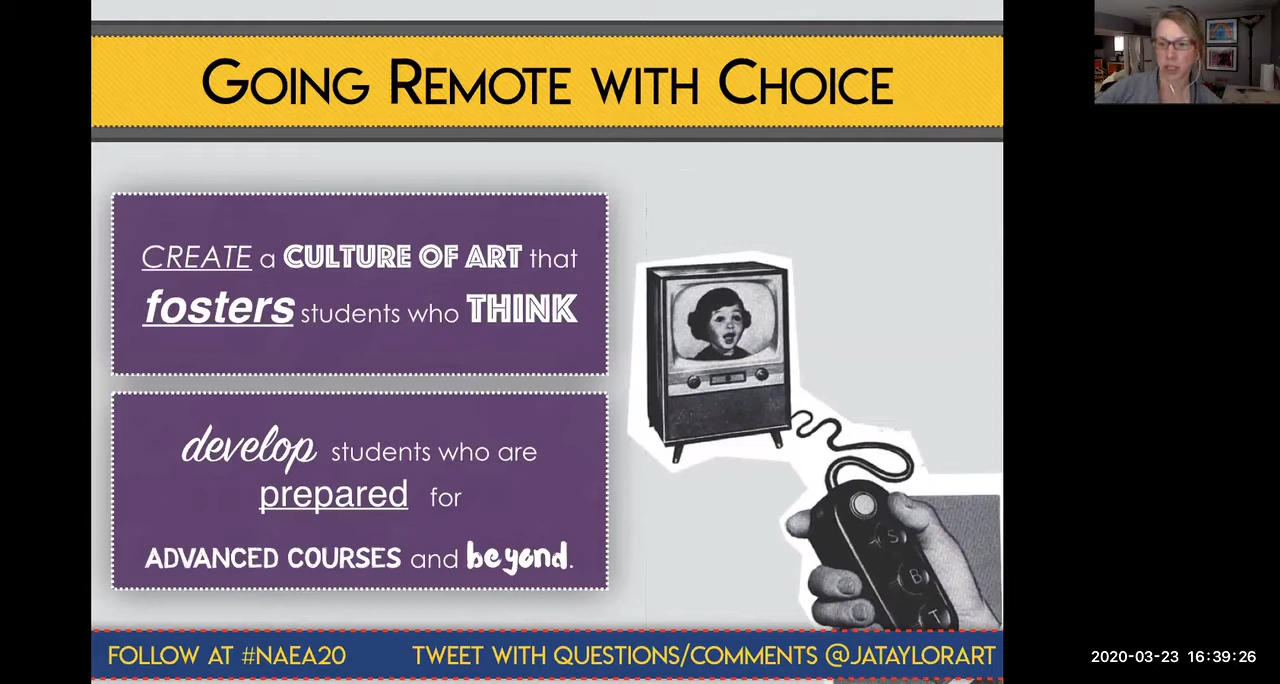 GOING REMOTE WITH CHOICE
CREATE a CULTURE OF ART that
fosters students who THINK
develop students who are
prepared for
ADVANCED COURSES and beyond.
S
B
T
FOLLOW AT #NAEA20 TWEET WITH QUESTIONS/COMMENTS @JATAYLORART
2020-03-23 16:39:26